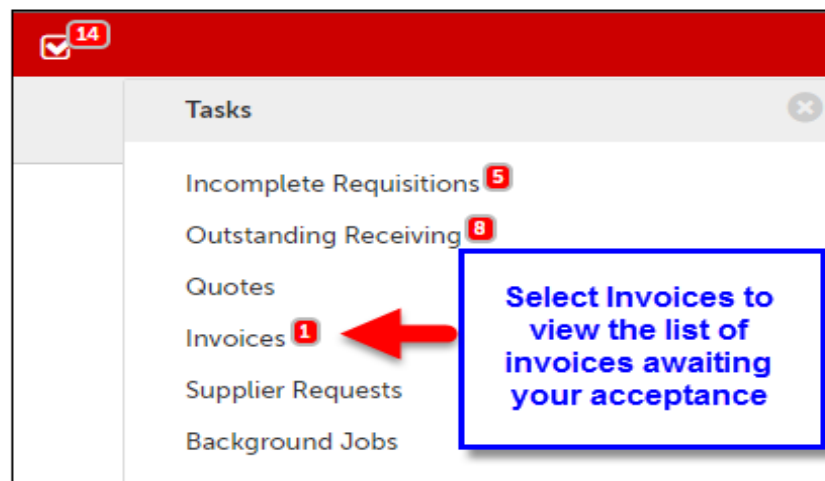 14
Tasks
Incomplete Requisitions 5
Outstanding Receiving 8
Quotes
Invoices 1
Supplier Requests
Background Jobs
Select Invoices to
view the list of
invoices awaiting
your acceptance